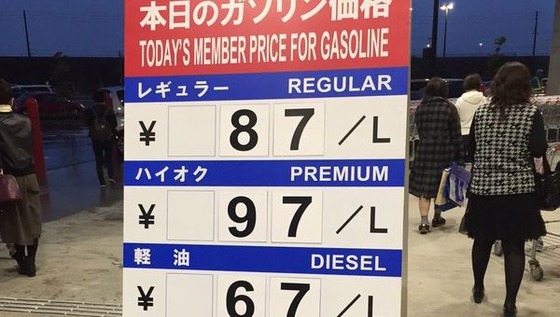 本日のガソリン価格
TODAY'S MEMBER PRICE FOR GASOLINE
レギュラー REGULAR
¥ 87/L
ハイオク PREMIUM
¥ 97/L
軽油 DIESEL
¥ 67/L